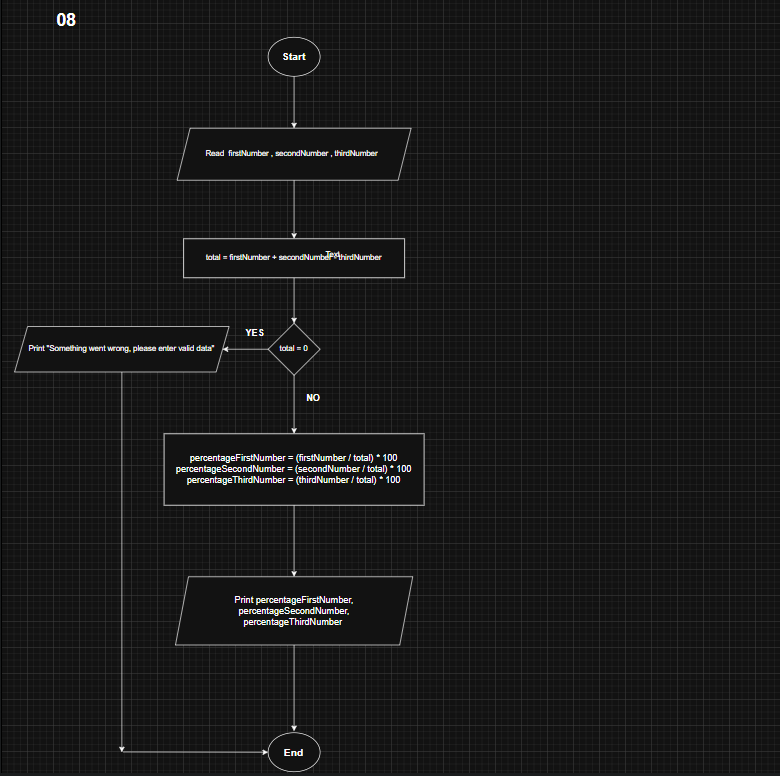 08
Start
Read firstNumber , secondNumber , thirdNumber
total = firstNumber + secondNumber thirdNumber
Text
YES
Print "Something went wrong, please enter valid data"
total = 0
NO
percentageFirstNumber = (firstNumber / total) * 100
percentageSecondNumber = (secondNumber / total) * 100
percentageThirdNumber = (thirdNumber / total) * 100
Print percentageFirstNumber,
percentageSecondNumber,
percentageThirdNumber
End